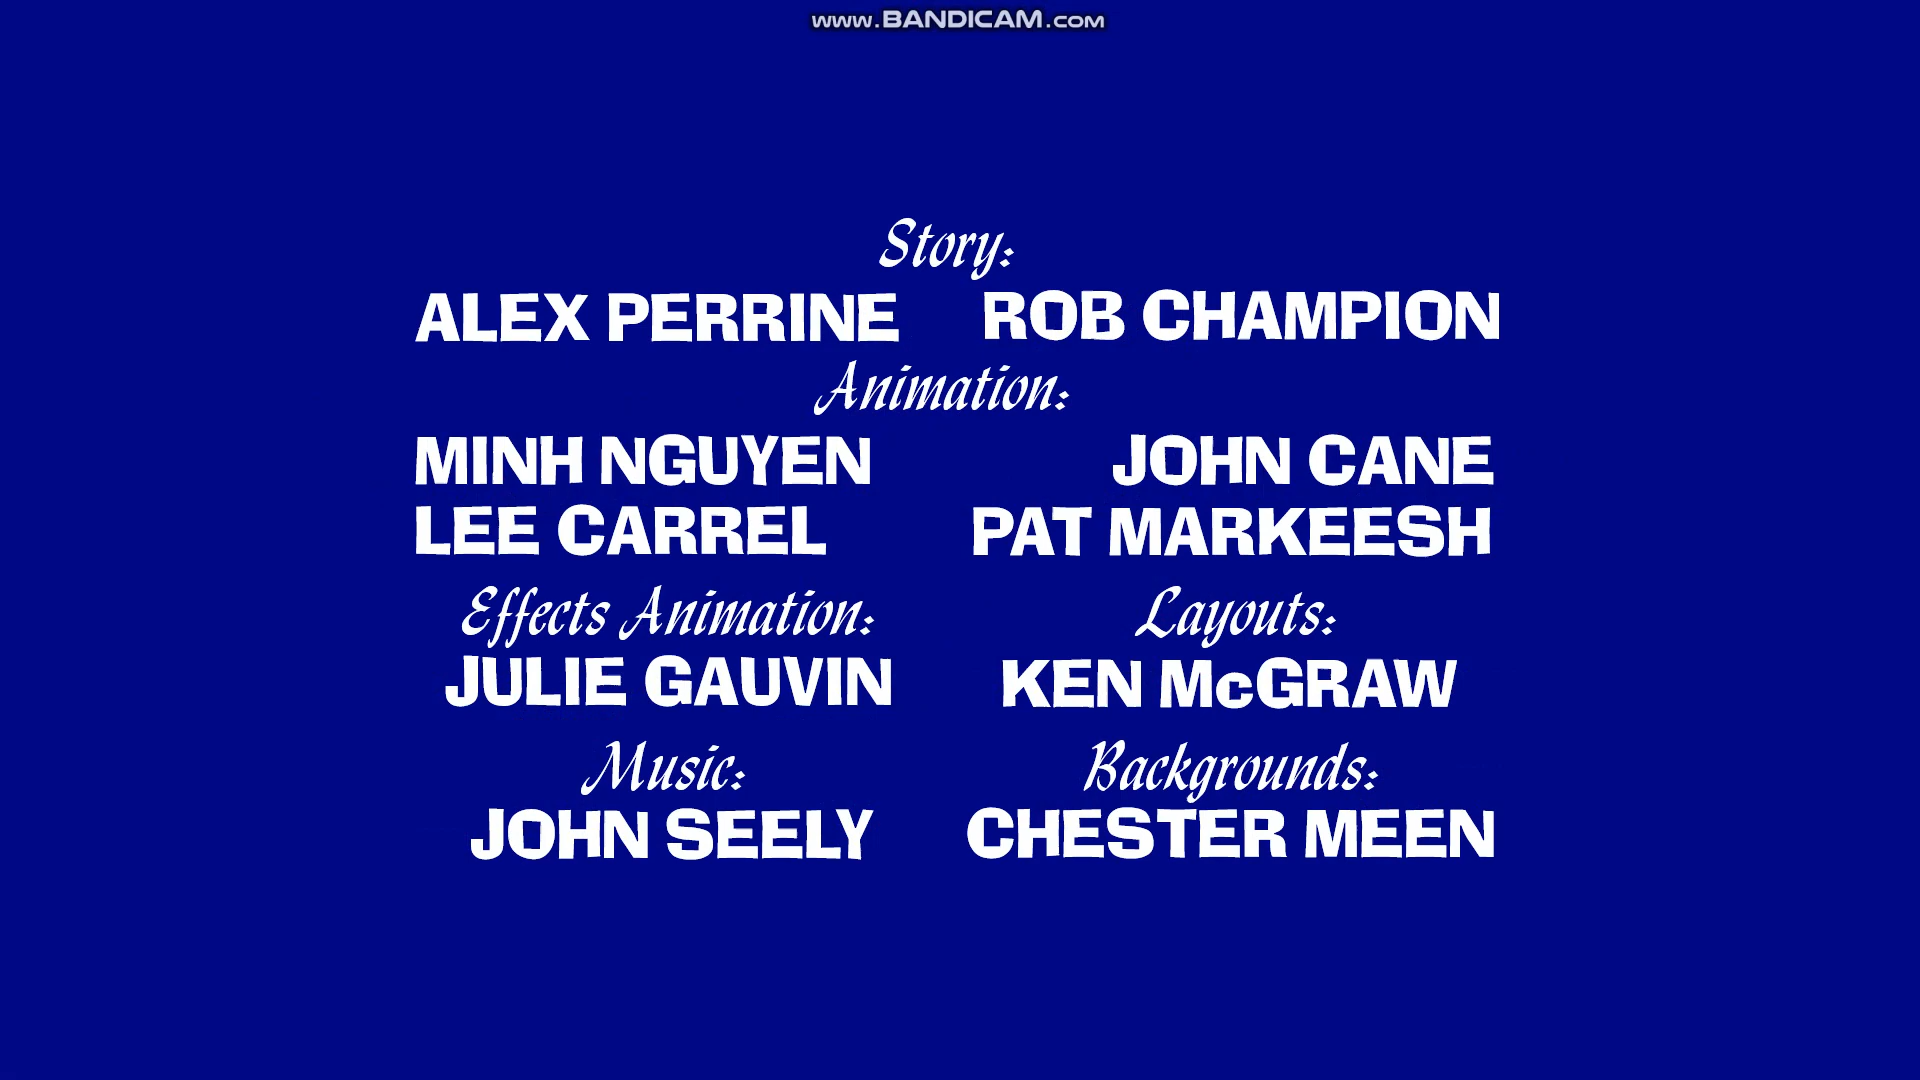 www.BANDICAM.com
Story:
ALEX PERRINE ROB CHAMPION
Animation:
MINH NGUYEN JOHN CANE
LEE CARREL PAT MARKEESH
Effects Animation: Layouts:
JULIE GAUVIN KEN McGRAW
Music: Backgrounds:
JOHN SEELY CHESTER MEEN